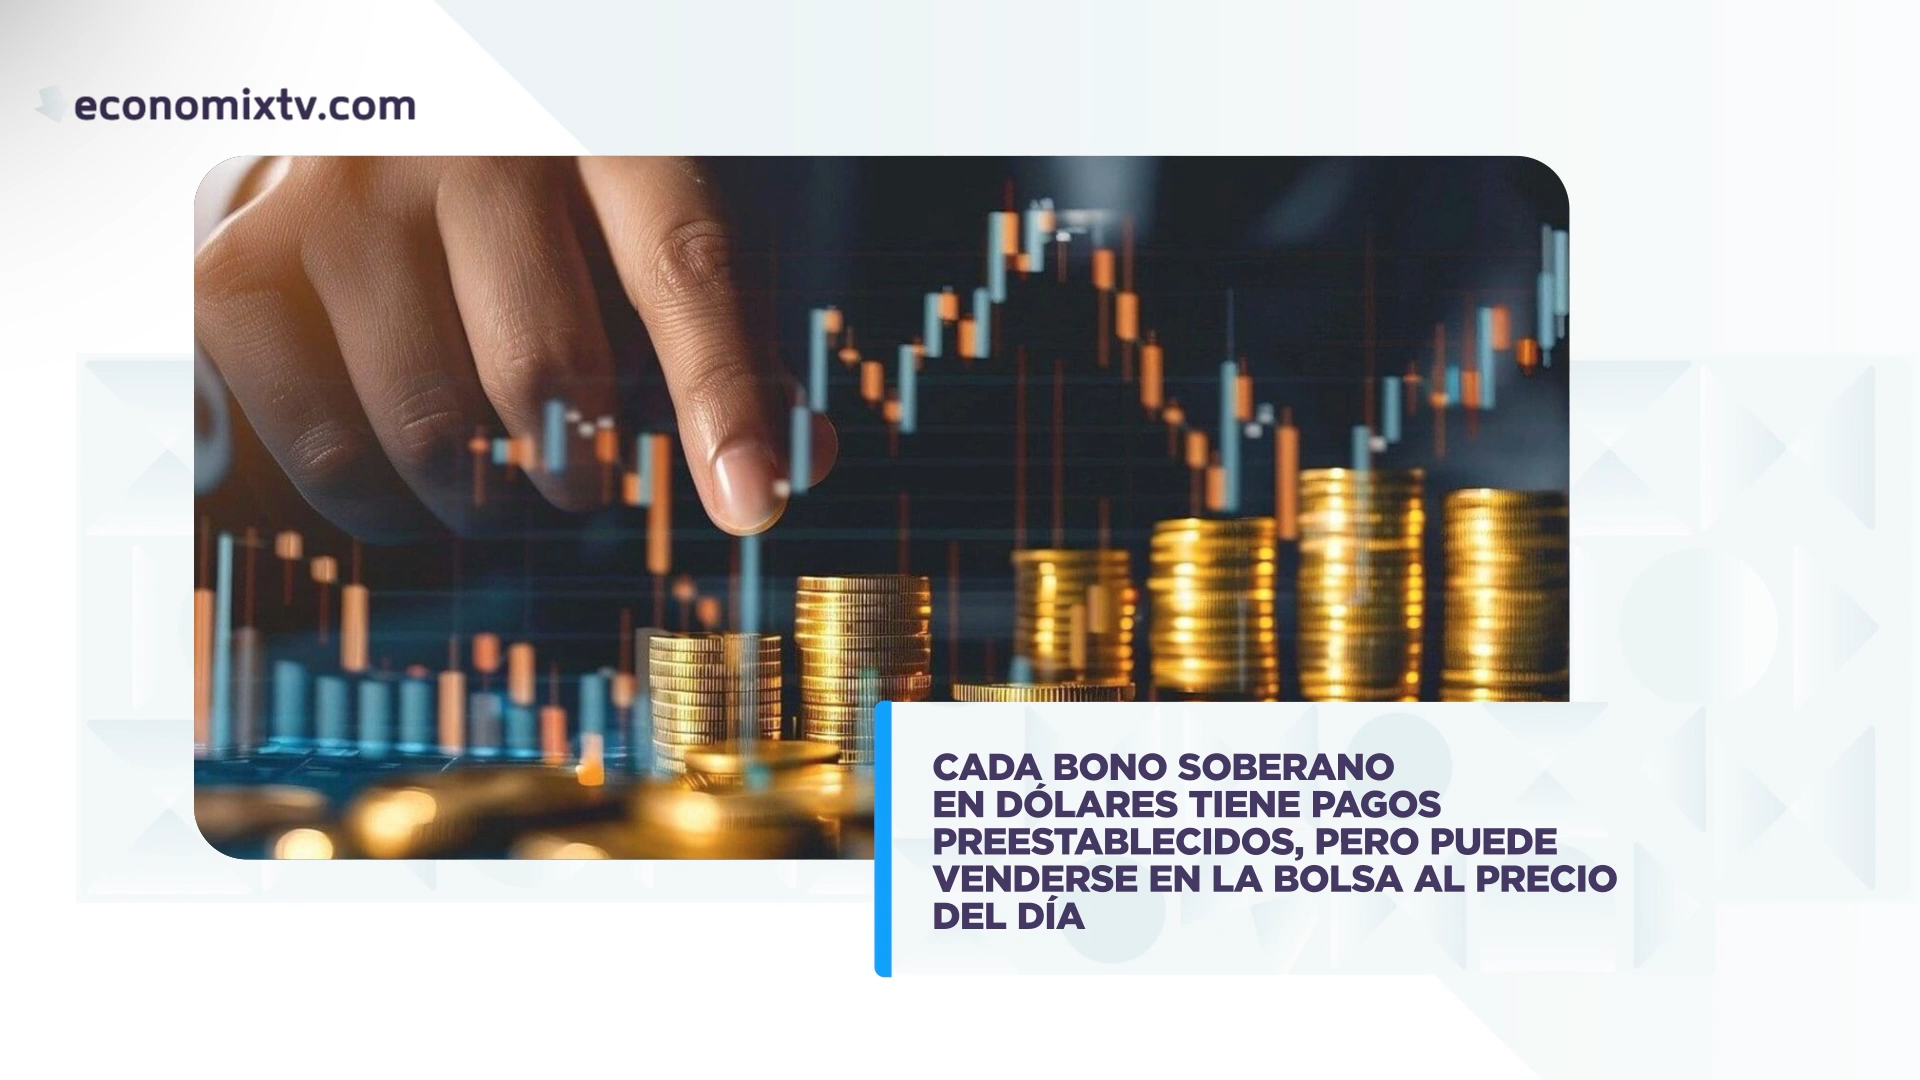 economixtv.com
CADA BONO SOBERANO
EN DÓLARES TIENE PAGOS
PREESTABLECIDOS, PERO PUEDE
VENDERSE EN LA BOLSA AL PRECIO
DEL DÍA